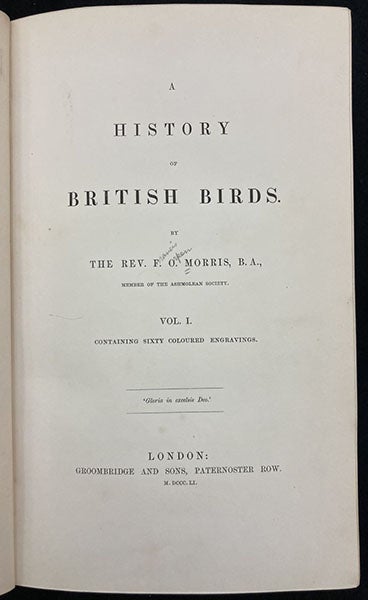 A
HISTORY
OF
BRITISH BIRDS.
BY
THE REV. F. O. MORRIS, B.A.,
MEMBER OF THE ASHMOLEAN SOCIETY.
VOL. I.
CONTAINING SIXTY COLOURED ENGRAVINGS.
'Gloria in excelsis Deo.'
LONDON:
GROOMBRIDGE AND SONS, PATERNOSTER ROW.
M. DCCC. LI.